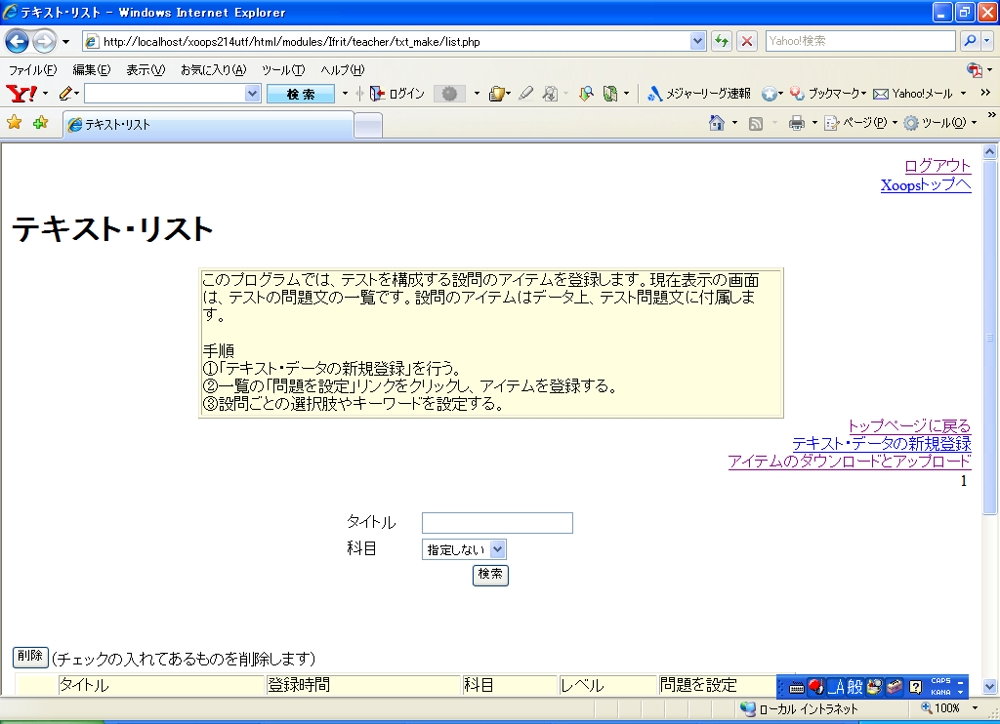 テキスト・リスト - Windows Internet Explorer
http://localhost/xoops214utf/html/modules/Ifrit/teacher/txt_make/list.php
Yahoo!検索
ファイル(F) 編集(E) 表示(V) お気に入り(A) ツール(T) ヘルプ(H)
Y! 検索 ログイン メジャーリーグ速報 ブックマーク Yahoo!メール
テキスト・リスト ページ(P) ツール(O)
ログアウト
Xoopsトップへ
テキスト・リスト
このプログラムでは、テストを構成する設問のアイテムを登録します。現在表示の画面
は、テストの問題文の一覧です。設問のアイテムはデータ上、テスト問題文に付属しま
す。
手順
①「テキスト・データの新規登録」を行う。
②一覧の「問題を設定」リンクをクリックし、アイテムを登録する。
③設問ごとの選択肢やキーワードを設定する。
トップページに戻る
テキスト・データの新規登録
アイテムのダウンロードとアップロード
1
タイトル
科目 指定しない
検索
削除 (チェックの入れてあるものを削除します)
タイトル 登録時間 科目 レベル 問題を設定
_A 般 CAPS
KANA
ローカル イントラネット 100%